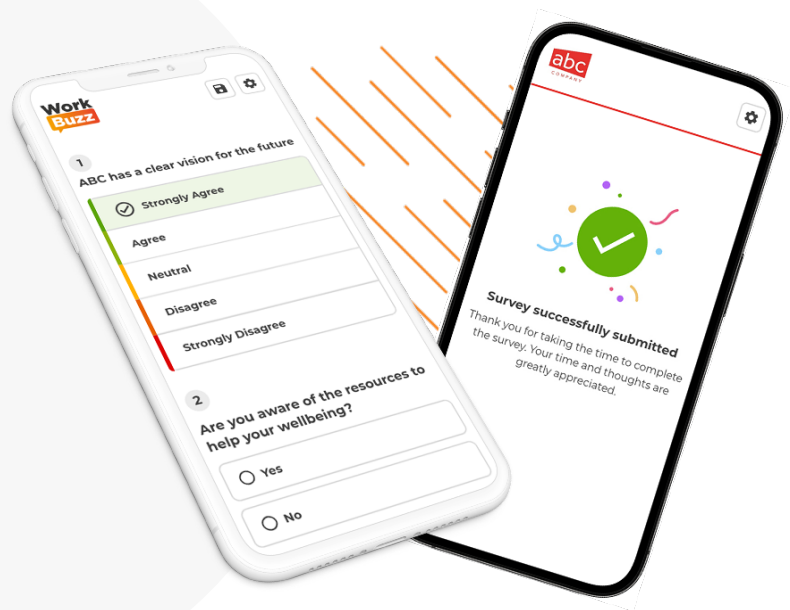 Work
Buzz
1
ABC has a clear vision for the future
Strongly Agree
Agree
Neutral
Disagree
Strongly Disagree
2
Are you aware of the resources to
help your wellbeing?
Yes
No
abc
COMPANY
Survey successfully submitted
Thank you for taking the time to complete
the survey. Your time and thoughts are
greatly appreciated.